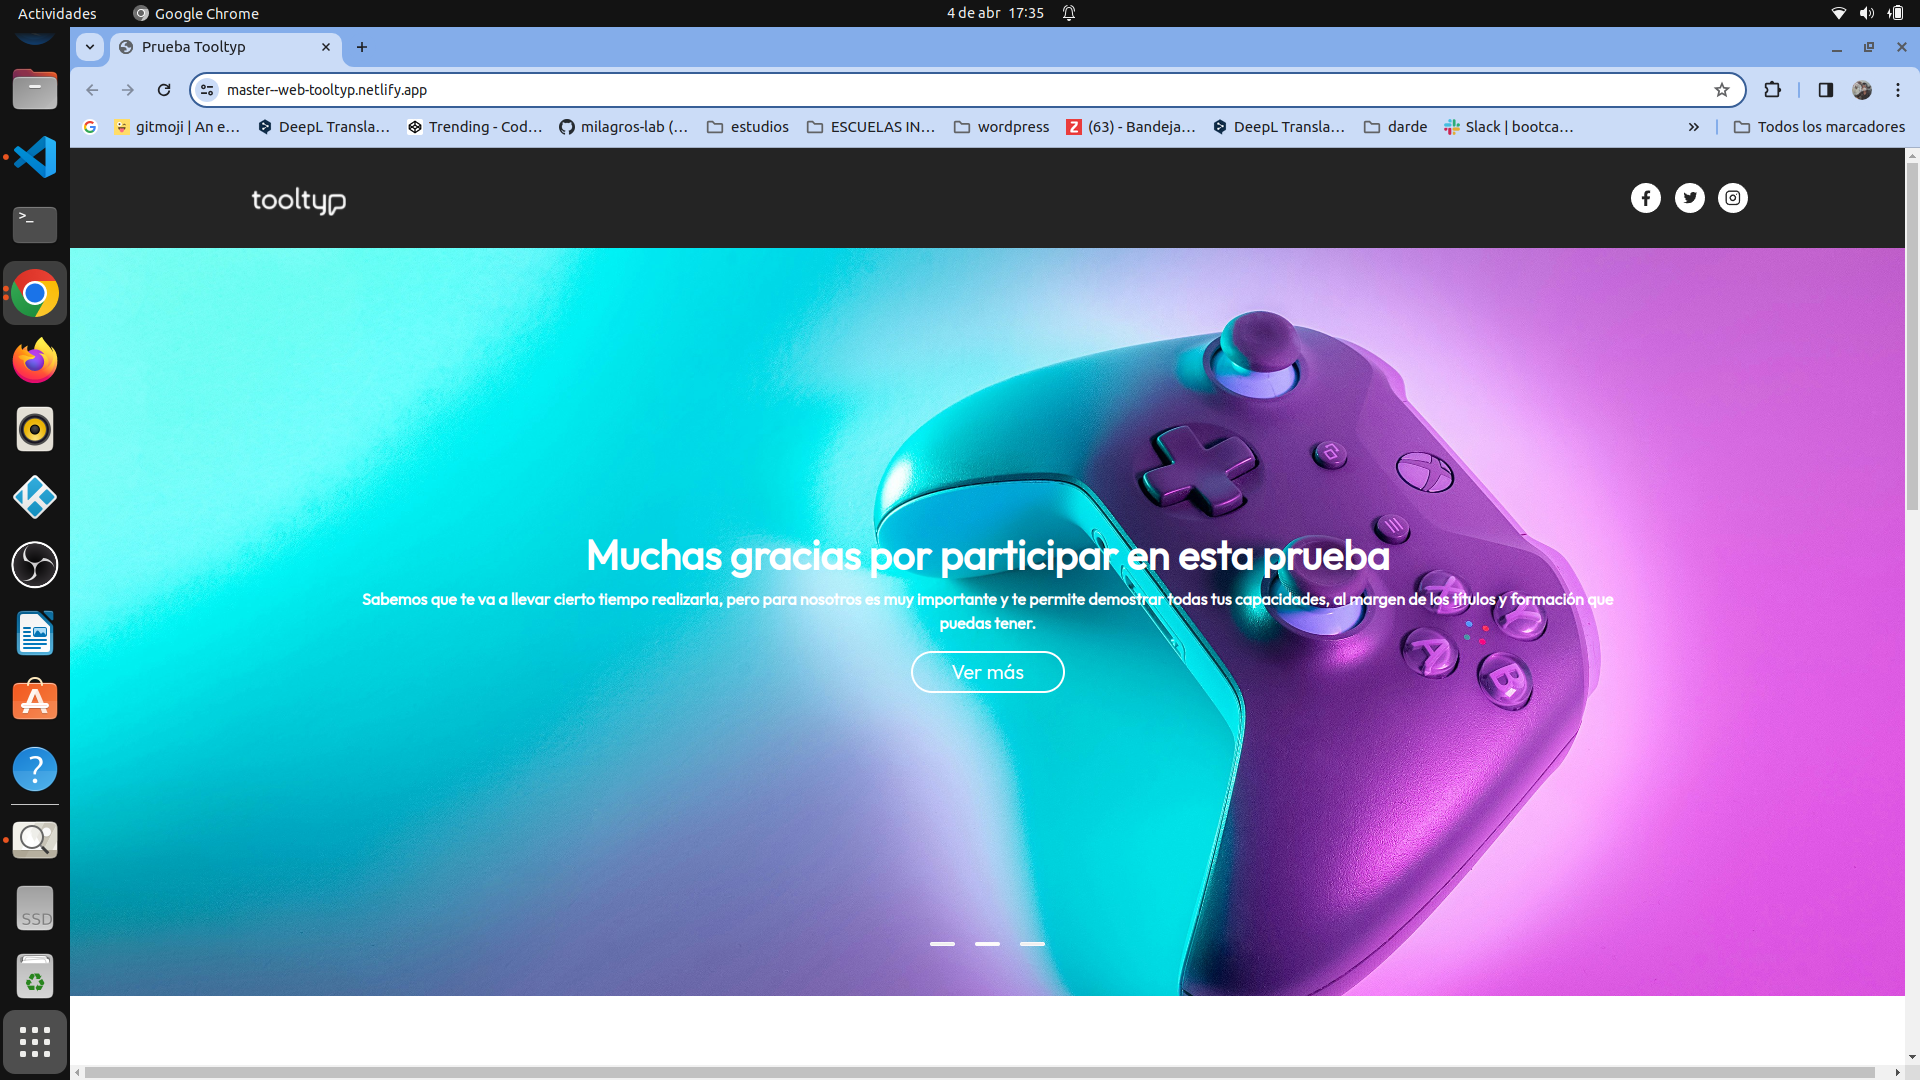 Actividades
Google Chrome
4 de abr 17:35
Prueba Tooltyp
master--web-tooltyp.netlify.app
gitmoji | An e…
DeepL Transla…
Trending - Cod…
milagros-lab (…
estudios
ESCUELAS IN…
wordpress
(63) - Bandeja…
DeepL Transla…
darde
Slack | bootca…
»
Todos los marcadores
tooltyp
Muchas gracias por participar en esta prueba
Sabemos que te va a llevar cierto tiempo realizarla, pero para nosotros es muy importante y te permite demostrar todas tus capacidades, al margen de los títulos y formación que
puedas tener.
Ver más
X
A
B
SSD